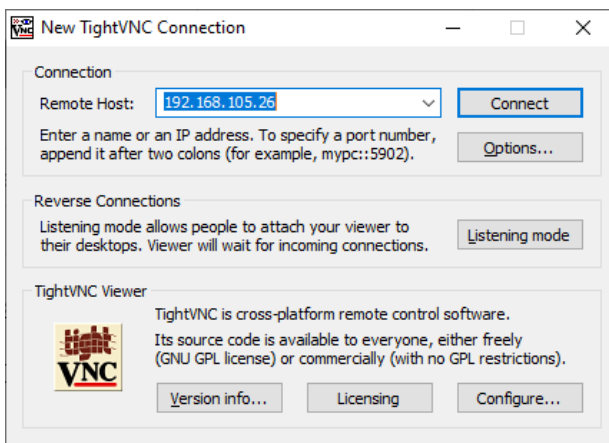 New TightVNC Connection
Connection
Remote Host: 192.168.105.26
Connect
Enter a name or an IP address. To specify a port number,
append it after two colons (for example, mypc::5902).
Options...
Reverse Connections
Listening mode allows people to attach your viewer to
their desktops. Viewer will wait for incoming connections.
Listening mode
TightVNC Viewer
tight
VNC
TightVNC is cross-platform remote control software.
Its source code is available to everyone, either freely
(GNU GPL license) or commercially (with no GPL restrictions).
Version info...
Licensing
Configure...